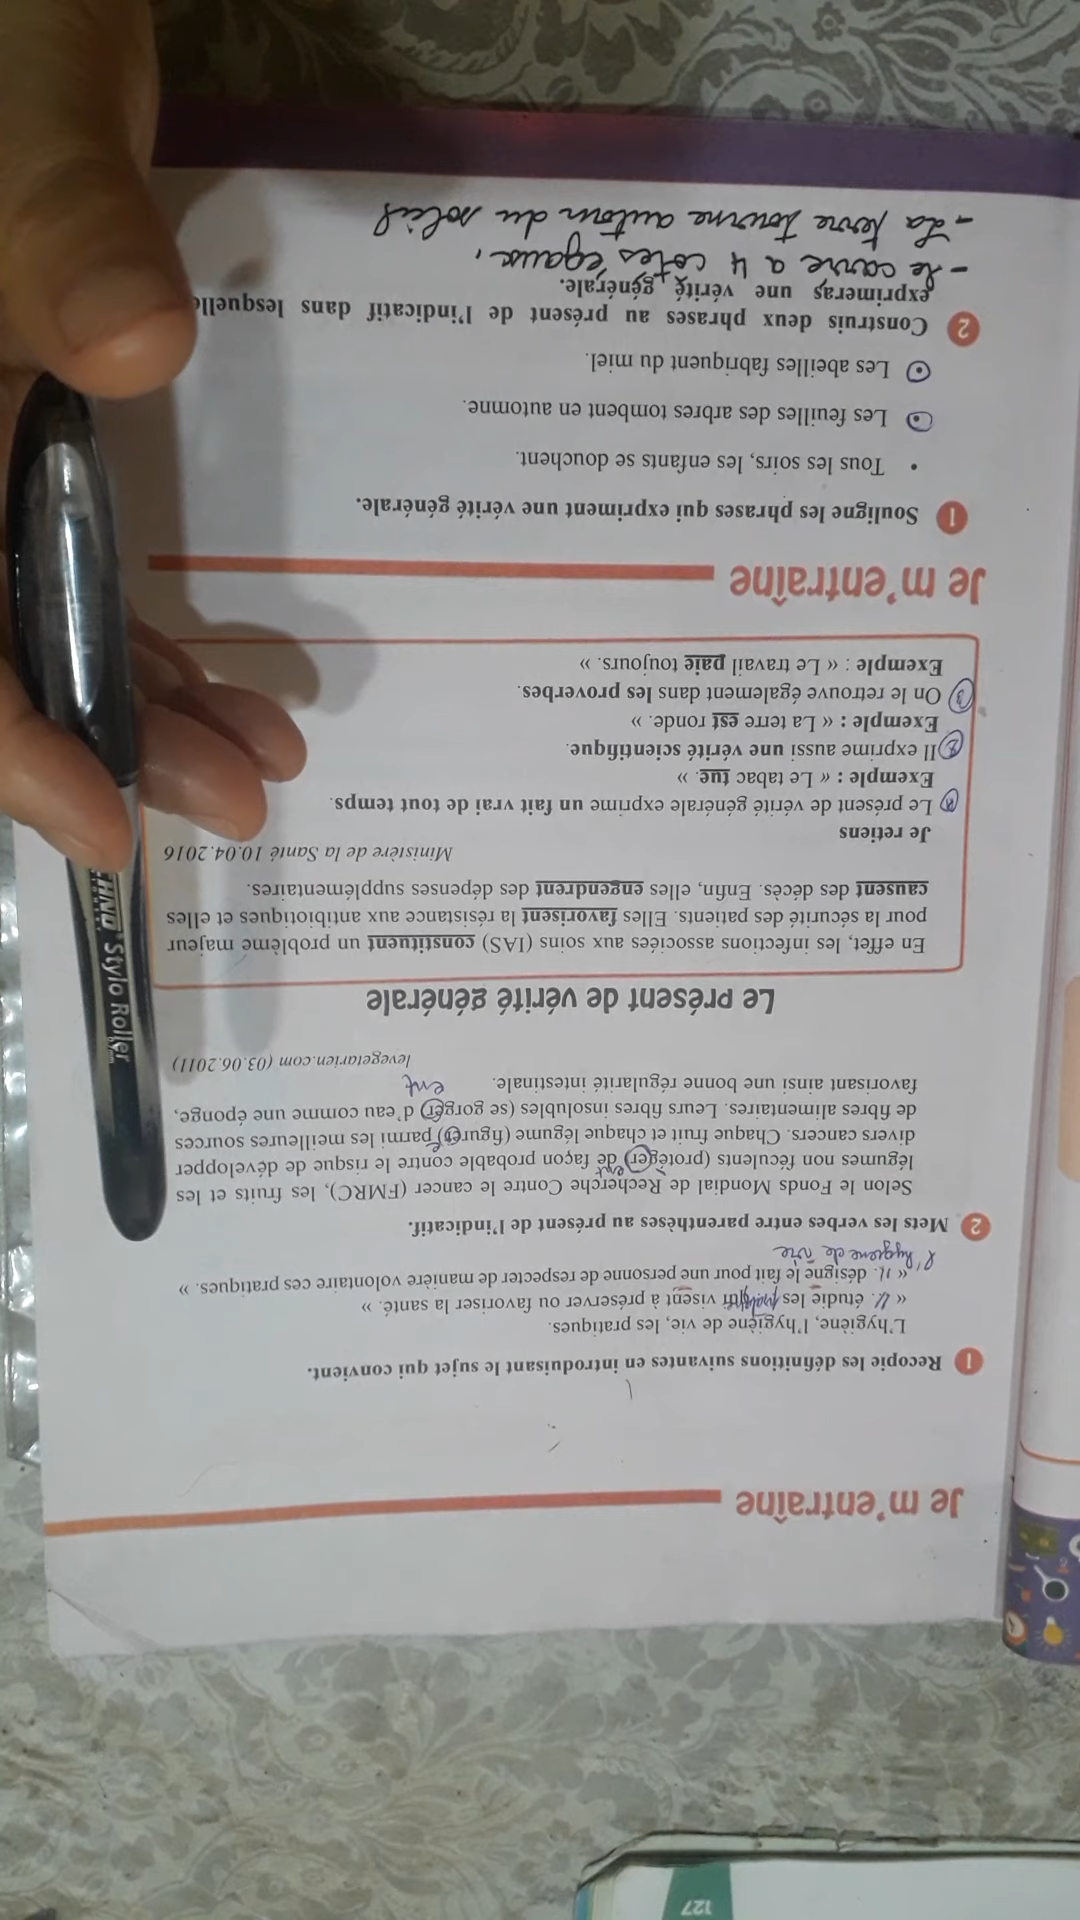 Je m'entraîne
1 Recopie les définitions suivantes en introduisant le sujet qui convient.
L'hygiène, l'hygiène de vie, les pratiques.
étudie les visent à préserver ou favoriser la santé. »
désigne le fait pour une personne de respecter de manière volontaire ces pratiques. »
l'hygiene de vie
2 Mets les verbes entre parenthèses au présent de l'indicatif.
Selon le Fonds Mondial de Recherche Contre le cancer (FMRC), les fruits et les
ent
légumes non féculents (protéger) de façon probable contre le risque de développer
divers cancers. Chaque fruit et chaque légume (figurer) parmi les meilleures sources
de fibres alimentaires. Leurs fibres insolubles (se gorger) d'eau comme une éponge,
favorisant ainsi une bonne régularité intestinale. ent
levegetarien.com (03.06.2011)
Le présent de vérité générale
En effet, les infections associées aux soins (IAS) constituent un problème majeur
pour la sécurité des patients. Elles favorisent la résistance aux antibiotiques et elles
causent des décès. Enfin, elles engendrent des dépenses supplémentaires.
Ministère de la Santé 10.04.2016
Je retiens
Le présent de vérité générale exprime un fait vrai de tout temps.
Exemple : « Le tabac tue. »
2 Il exprime aussi une vérité scientifique.
Exemple : « La terre est ronde. »
3 On le retrouve également dans les proverbes.
Exemple : « Le travail paie toujours. »
Je m'entraîne
1 Souligne les phrases qui expriment une vérité générale.
• Tous les soirs, les enfants se douchent.
• Les feuilles des arbres tombent en automne.
• Les abeilles fabriquent du miel.
2 Construis deux phrases au présent de l'indicatif dans
exprimeras une vérité générale.
- Le carre a 4 cotes égaux.
- La terre tourne autour du soleil
HNO Stylo Roller
127